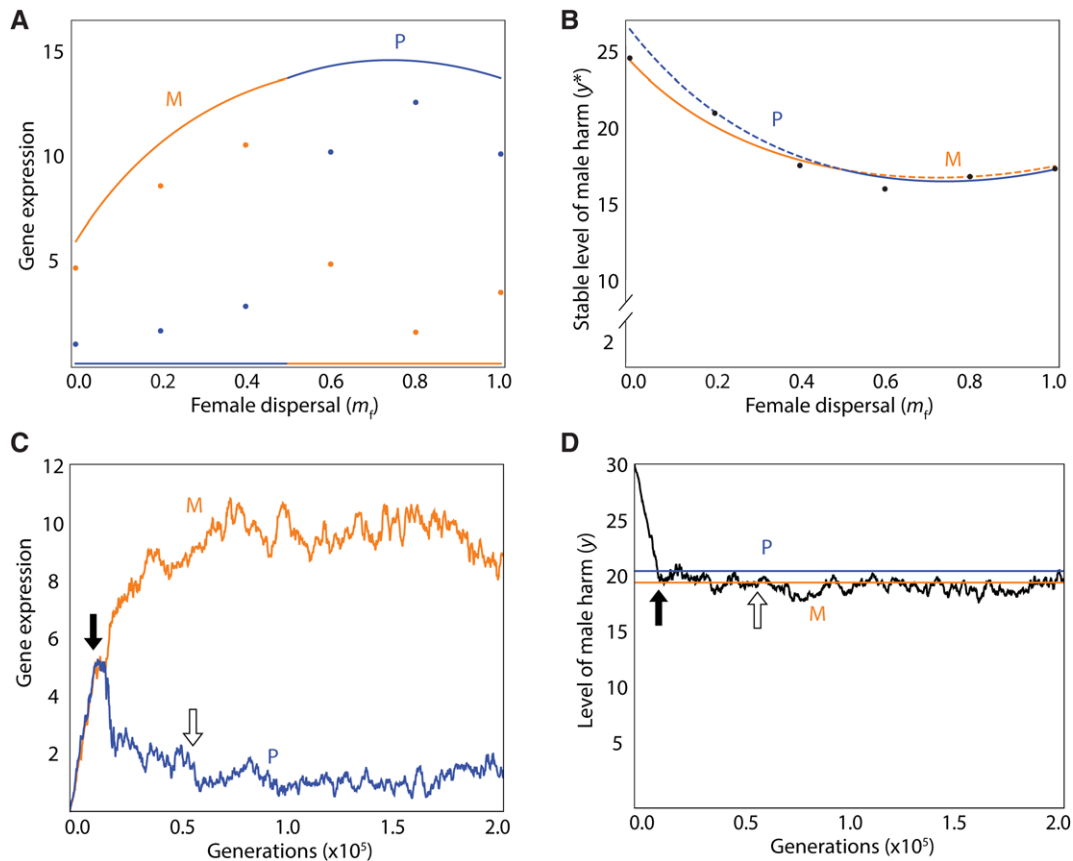 A
Gene expression
15
10
5
M
P
0.0 0.2 0.4 0.6 0.8 1.0
Female dispersal (m_f)
B
Stable level of male harm (y*)
25
20
15
10
2
P
M
0.0 0.2 0.4 0.6 0.8 1.0
Female dispersal (m_f)
C
Gene expression
12
10
8
6
4
2
M
P
0.0 0.5 1.0 1.5 2.0
Generations (x10⁵)
D
Level of male harm (y)
30
25
20
15
10
5
P
M
0.0 0.5 1.0 1.5 2.0
Generations (x10⁵)